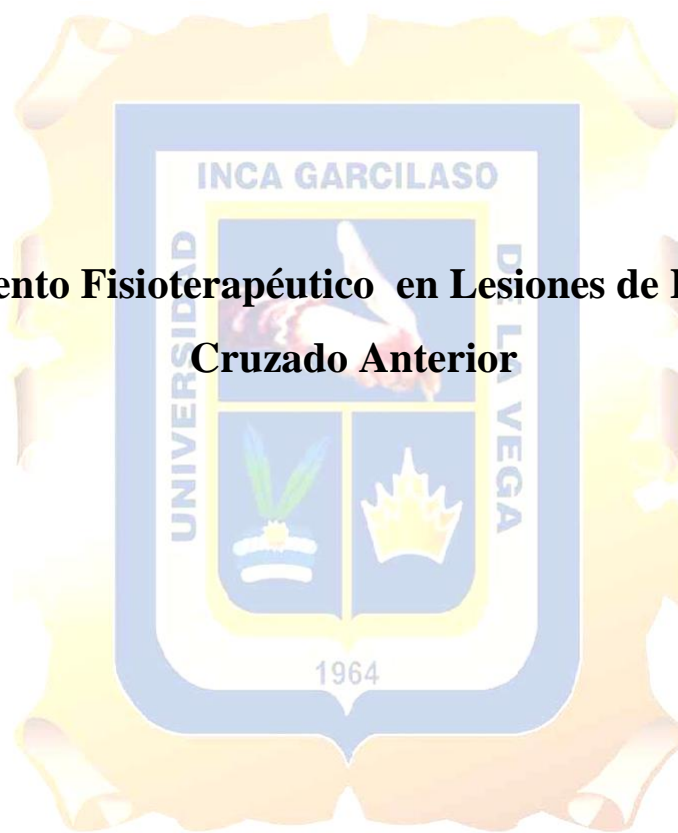 INCA GARCILASO
UNIVERSIDAD
DE LA VEGA
ento Fisioterapéutico en Lesiones de
Cruzado Anterior
1964